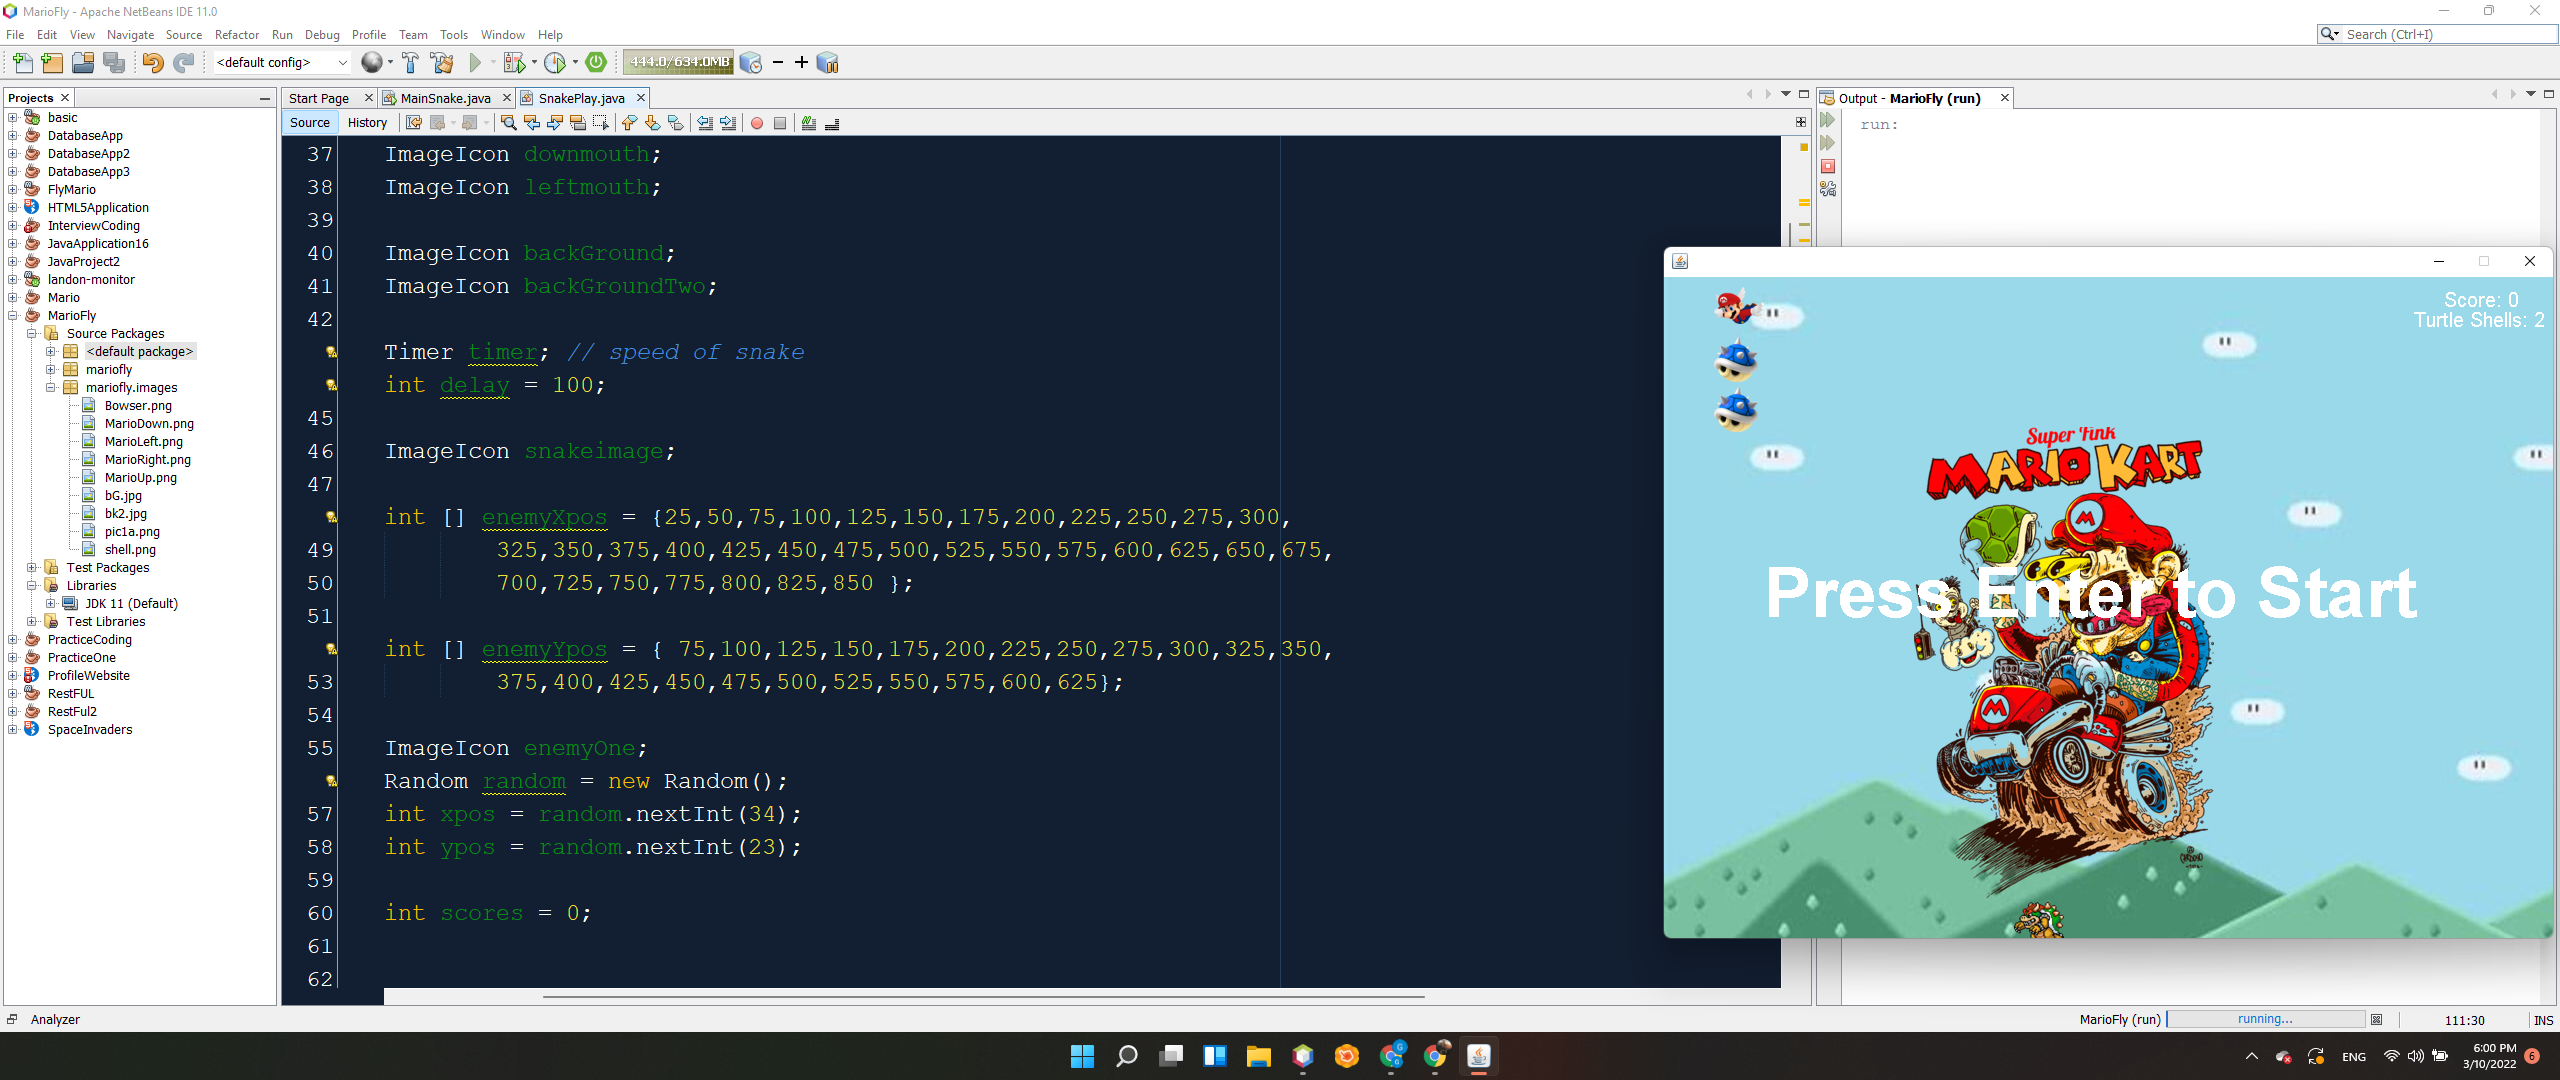 MarioFly - Apache NetBeans IDE 11.0
File Edit View Navigate Source Refactor Run Debug Profile Team Tools Window Help
Search (Ctrl+I)
<default config>
444.0/634.0MB
Projects
Start Page
MainSnake.java
SnakePlay.java
Output - MarioFly (run)
Source History
run:
basic
DatabaseApp
DatabaseApp2
DatabaseApp3
FlyMario
HTML5Application
InterviewCoding
JavaApplication16
JavaProject2
landon-monitor
Mario
MarioFly
Source Packages
<default package>
mariofly
mariofly.images
Bowser.png
MarioDown.png
MarioLeft.png
MarioRight.png
MarioUp.png
bG.jpg
bk2.jpg
pic1a.png
shell.png
Test Packages
Libraries
JDK 11 (Default)
Test Libraries
PracticeCoding
PracticeOne
ProfileWebsite
RestFUL
RestFul2
SpaceInvaders
37 ImageIcon downmouth;
38 ImageIcon leftmouth;
39
40 ImageIcon backGround;
41 ImageIcon backGroundTwo;
42
Timer timer; // speed of snake
int delay = 100;
45
46 ImageIcon snakeimage;
47
int [] enemyXpos = {25,50,75,100,125,150,175,200,225,250,275,300,
49 325,350,375,400,425,450,475,500,525,550,575,600,625,650,675,
50 700,725,750,775,800,825,850 };
51
int [] enemyYpos = { 75,100,125,150,175,200,225,250,275,300,325,350,
53 375,400,425,450,475,500,525,550,575,600,625};
54
55 ImageIcon enemyOne;
Random random = new Random();
57 int xpos = random.nextInt(34);
58 int ypos = random.nextInt(23);
59
60 int scores = 0;
61
62
Score: 0
Turtle Shells: 2
Super Fink
MARIO KART
M
Press Enter to Start
M
Analyzer
MarioFly (run)
running...
111:30
INS
ENG
6:00 PM
3/10/2022
6